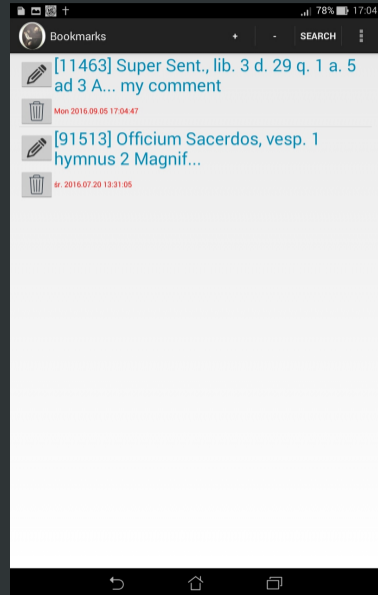 78% 17:04
Bookmarks + - SEARCH
[11463] Super Sent., lib. 3 d. 29 q. 1 a. 5
ad 3 A... my comment
Mon 2016.09.05 17:04:47
[91513] Officium Sacerdos, vesp. 1
hymnus 2 Magnif...
śr. 2016.07.20 13:31:05